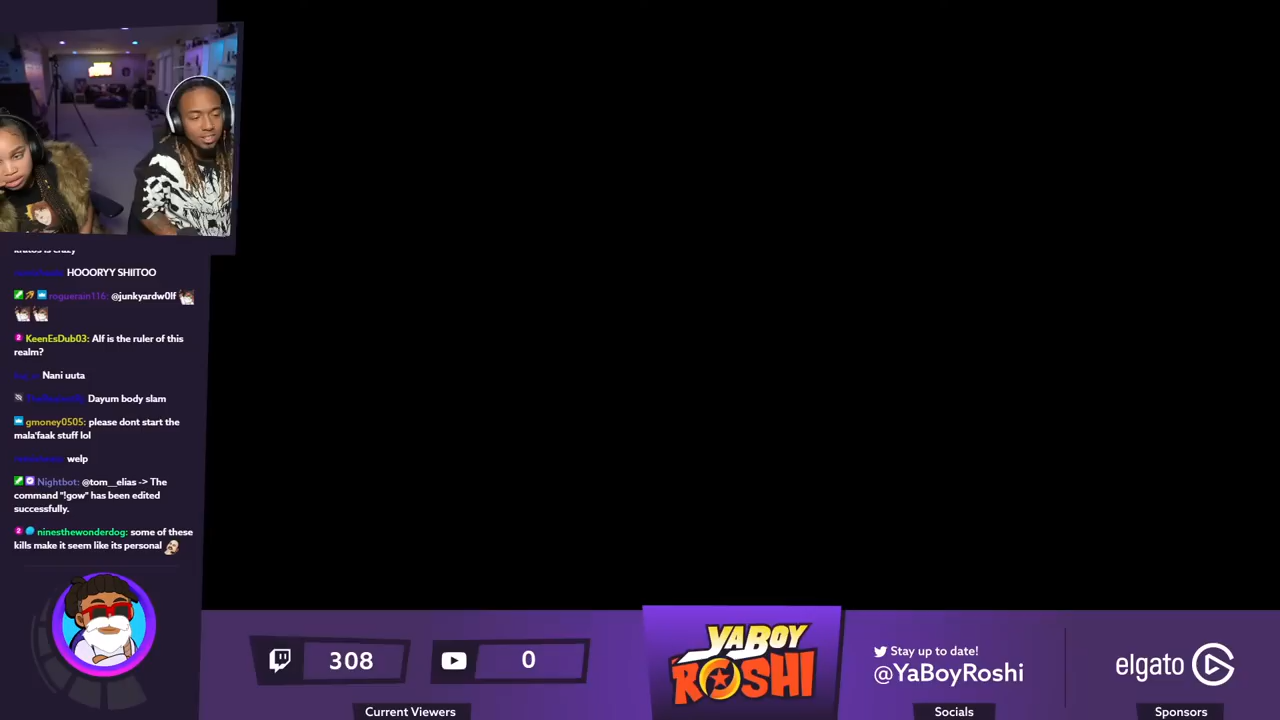 HOOORYY SHIITOO
roguerain116: @junkyardw0lf
KeenEsDub03: Alf is the ruler of this
realm?
Nani uuta
Dayum body slam
gmoney0505: please dont start the
mala'faak stuff lol
welp
Nightbot: @tom__elias -> The
command "!gow" has been edited
successfully.
ninesthewonderdog: some of these
kills make it seem like its personal
308
0
Current Viewers
YABOY
ROSHI
Stay up to date!
@YaBoyRoshi
Socials
elgato
Sponsors